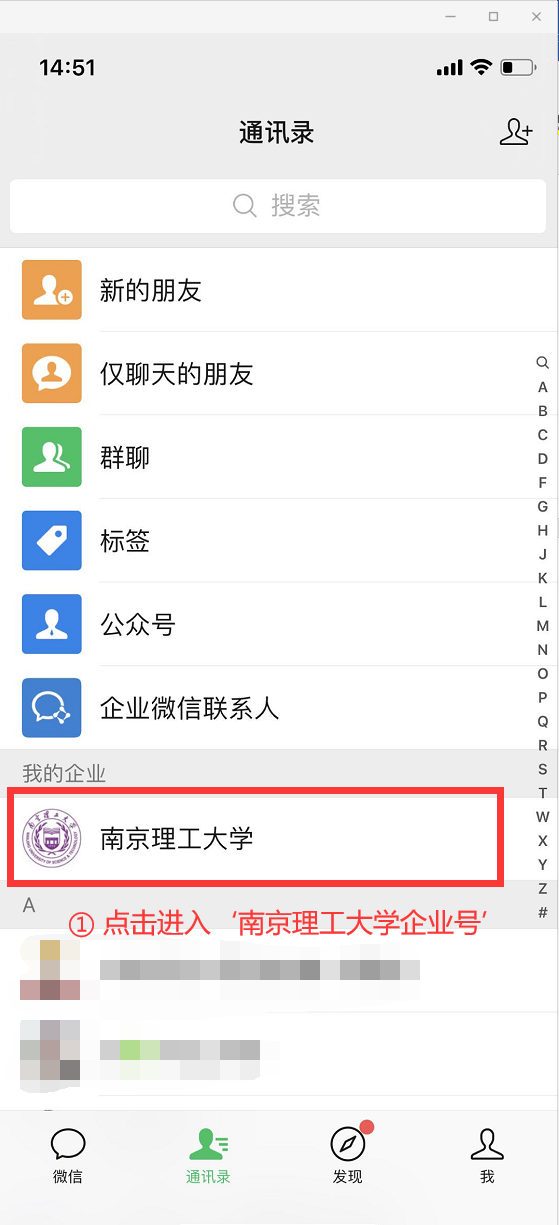 14:51
通讯录
搜索
新的朋友
仅聊天的朋友
群聊
标签
公众号
企业微信联系人
我的企业
南京理工大学
A
① 点击进入‘南京理工大学企业号’
A
B
C
D
F
G
H
J
K
L
M
N
O
P
Q
R
S
T
W
X
Y
Z
#
微信
通讯录
发现
我